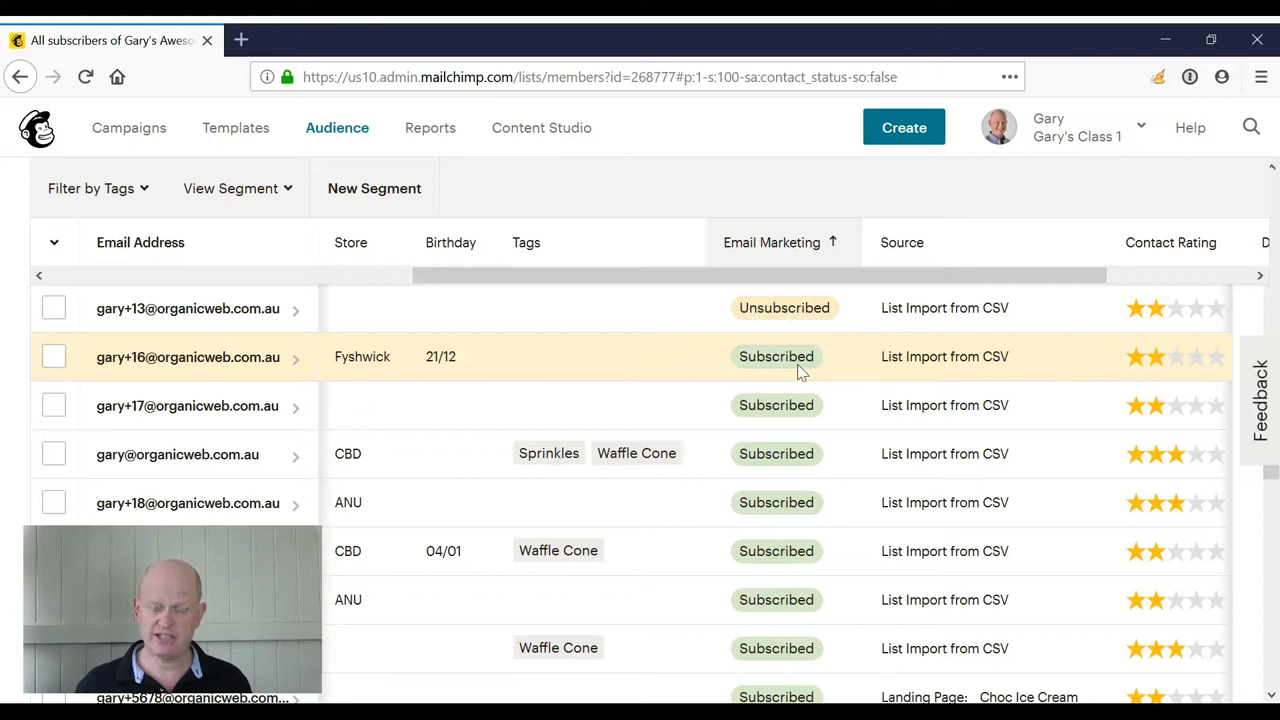 All subscribers of Gary's Aweso
https://us10.admin.mailchimp.com/lists/members?id=268777#p:1-s:100-sa:contact_status-so:false
Campaigns Templates Audience Reports Content Studio Create Gary Help
Gary's Class 1
Filter by Tags View Segment New Segment
Email Address Store Birthday Tags Email Marketing Source Contact Rating D
gary+13@organicweb.com.au Unsubscribed List Import from CSV
gary+16@organicweb.com.au Fyshwick 21/12 Subscribed List Import from CSV
gary+17@organicweb.com.au Subscribed List Import from CSV
gary@organicweb.com.au CBD Sprinkles Waffle Cone Subscribed List Import from CSV
gary+18@organicweb.com.au ANU Subscribed List Import from CSV
CBD 04/01 Waffle Cone Subscribed List Import from CSV
ANU Subscribed List Import from CSV
Waffle Cone Subscribed List Import from CSV
gary+5678@organicweb.com... Subscribed Landing Page: Choc Ice Cream
Feedback